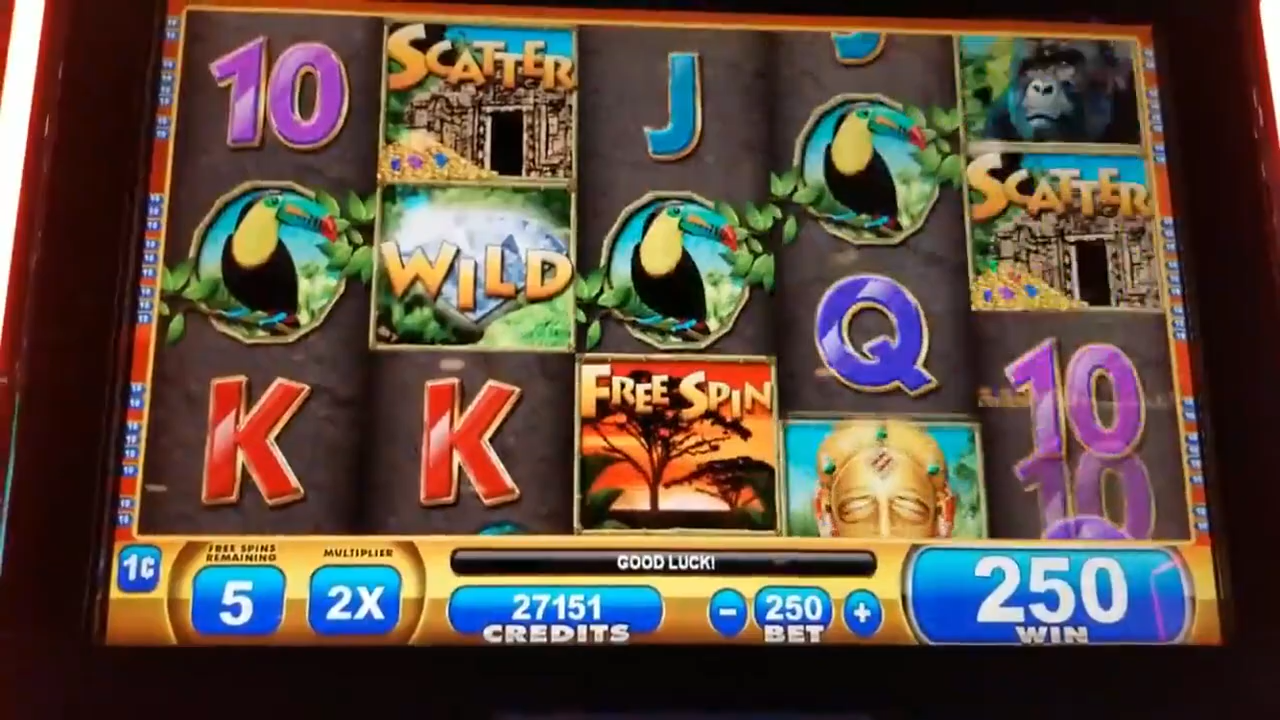 10
SCATTER
J
SCATTER
WILD
Q
K
K
FREE SPIN
10
10
1¢
FREE SPINS
REMAINING
5
MULTIPLIER
2X
GOOD LUCK!
27151
CREDITS
−
250
BET
+
250
WIN